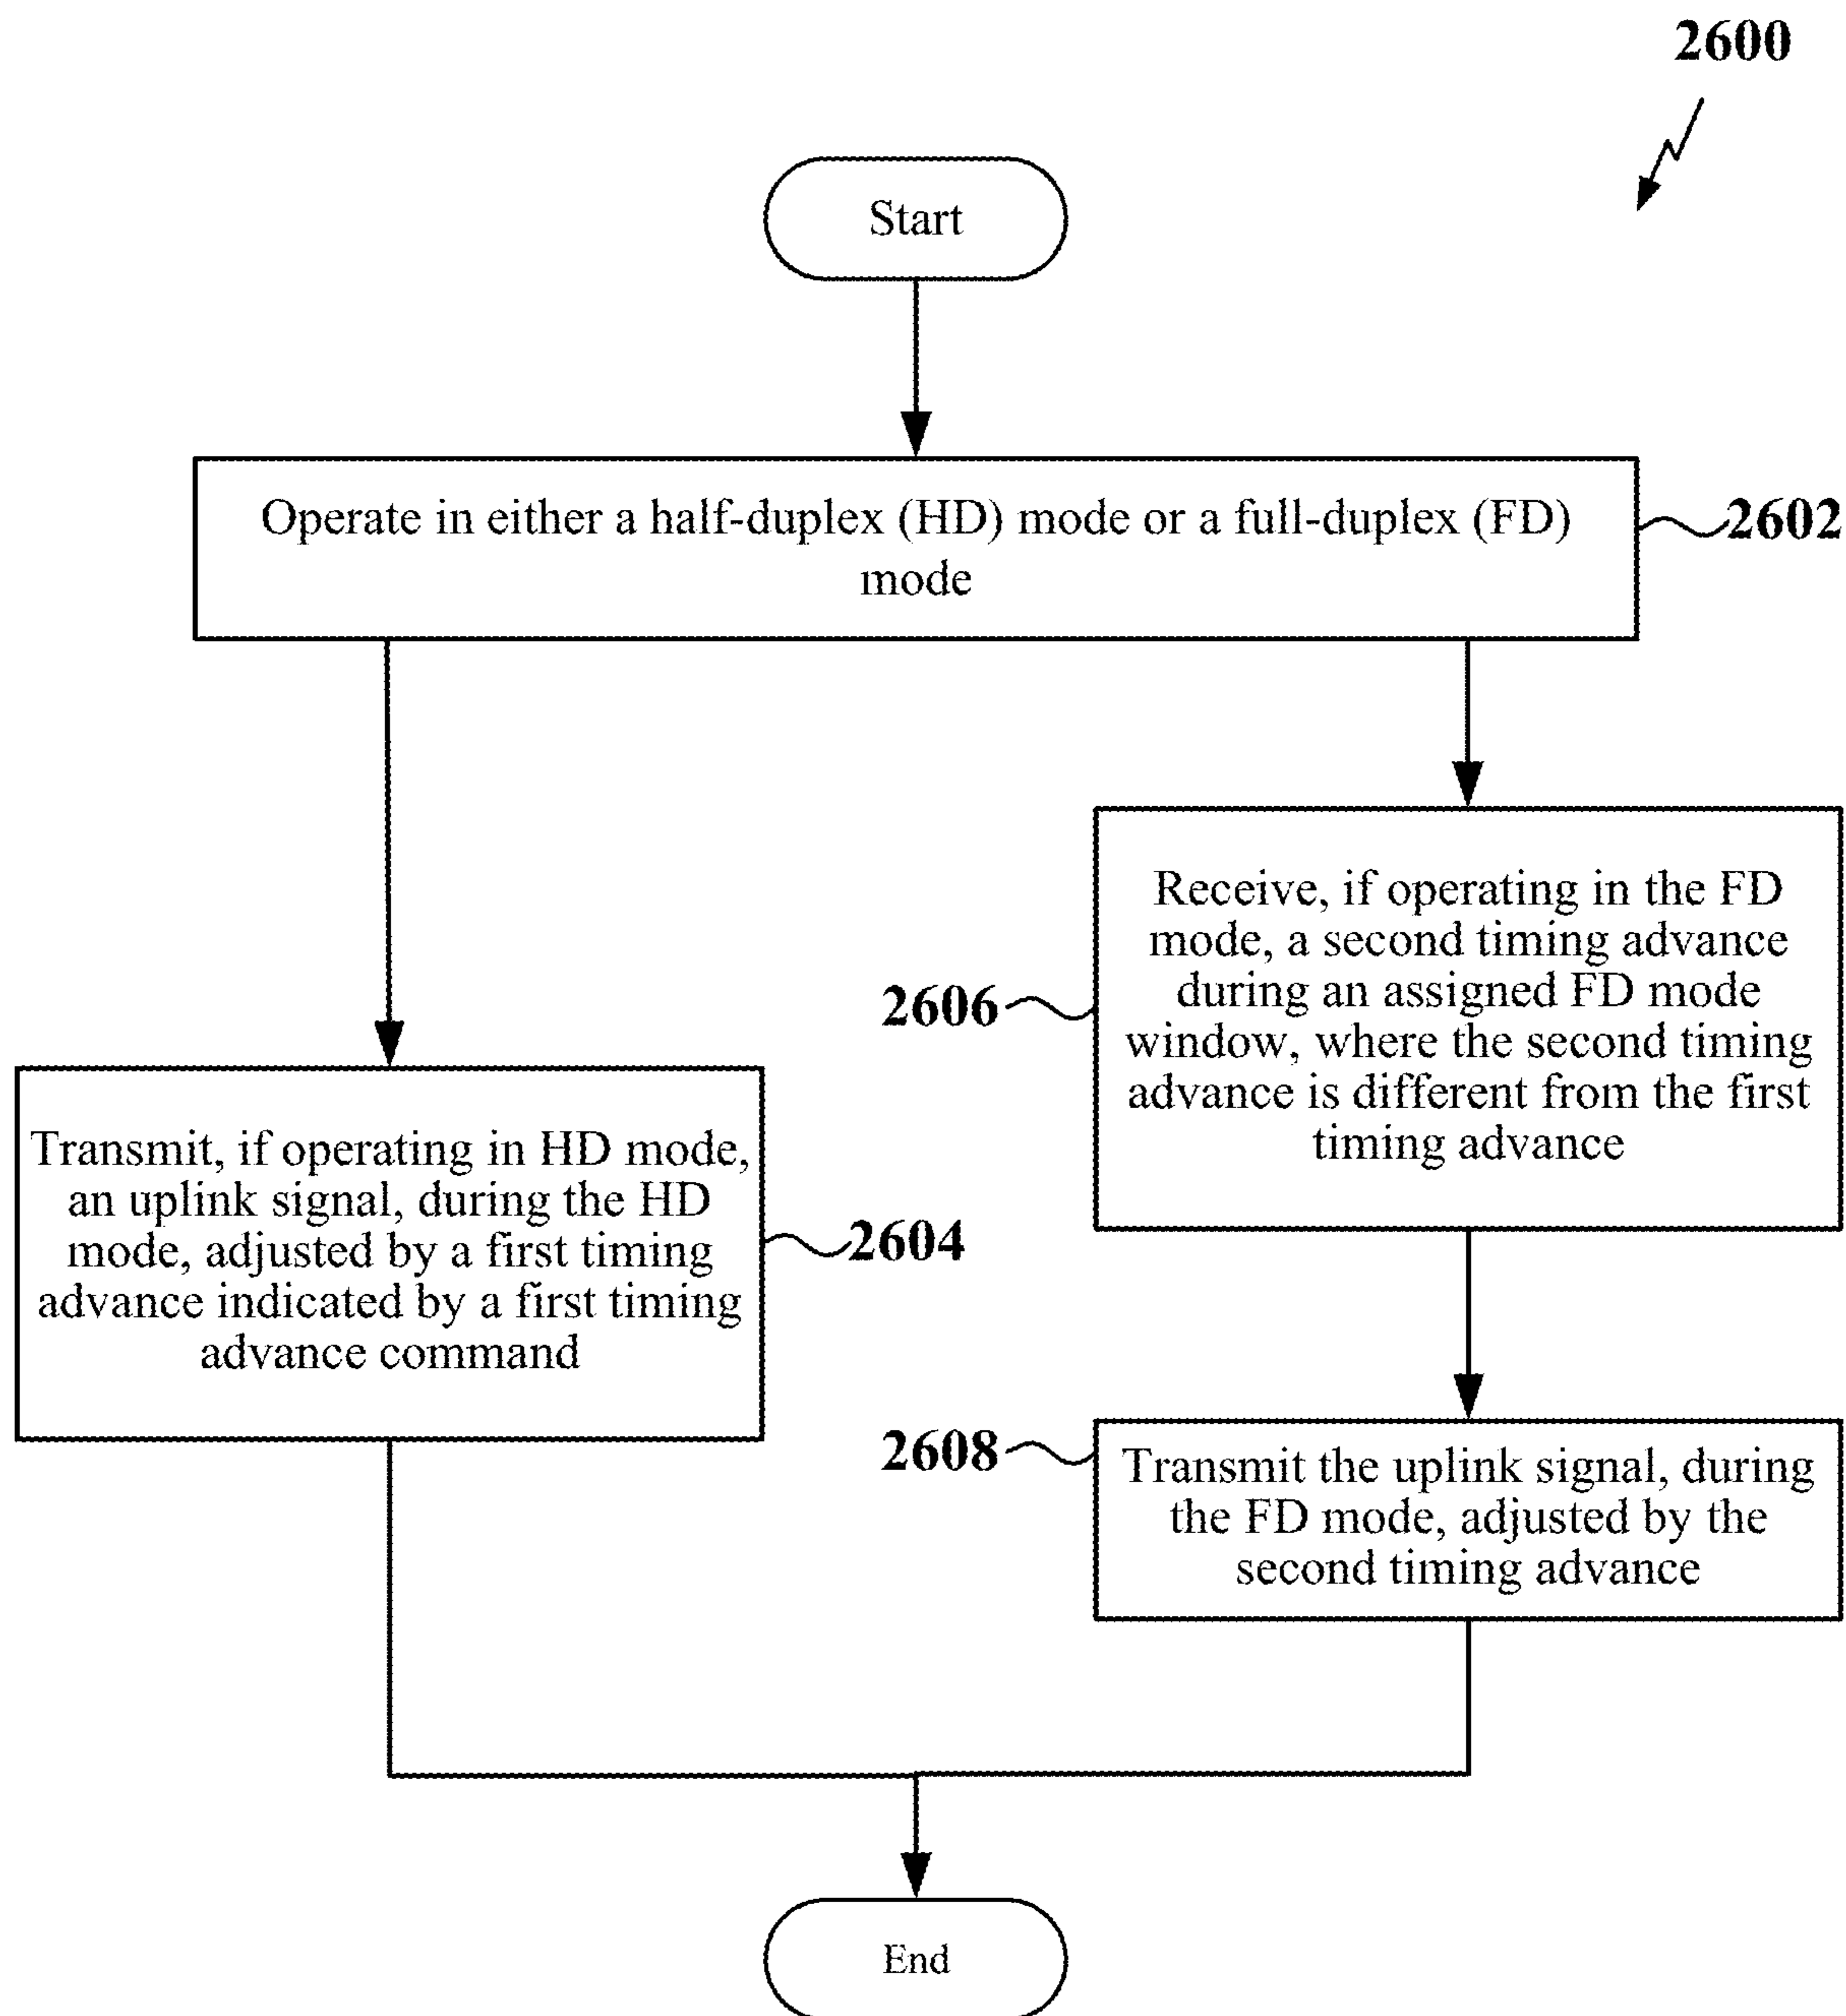 2600
Start
Operate in either a half-duplex (HD) mode or a full-duplex (FD)
mode
2602
Receive, if operating in the FD
mode, a second timing advance
during an assigned FD mode
window, where the second timing
advance is different from the first
timing advance
2606
Transmit, if operating in HD mode,
an uplink signal, during the HD
mode, adjusted by a first timing
advance indicated by a first timing
advance command
2604
2608
Transmit the uplink signal, during
the FD mode, adjusted by the
second timing advance
End